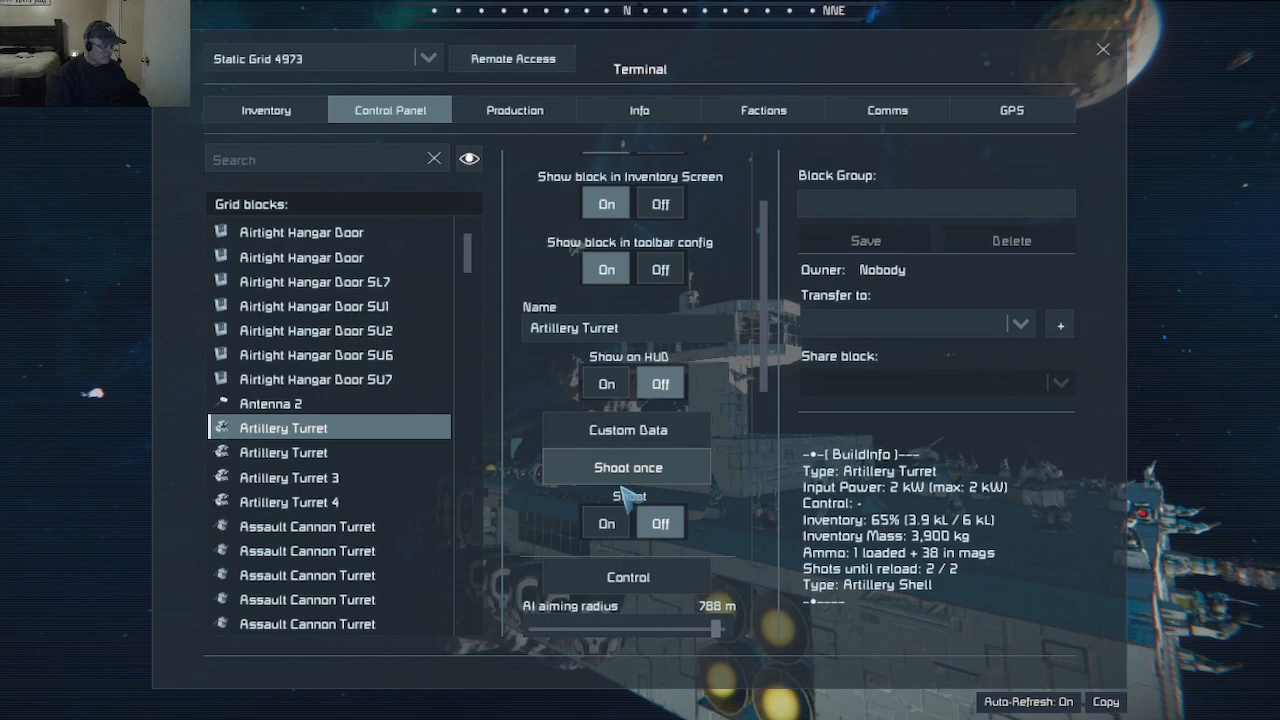 N
NNE
Static Grid 4973
Remote Access
Terminal
Inventory
Control Panel
Production
Info
Factions
Comms
GPS
Search
Grid blocks:
Airtight Hangar Door
Airtight Hangar Door
Airtight Hangar Door SL7
Airtight Hangar Door SU1
Airtight Hangar Door SU2
Airtight Hangar Door SU6
Airtight Hangar Door SU7
Antenna 2
Artillery Turret
Artillery Turret
Artillery Turret 3
Artillery Turret 4
Assault Cannon Turret
Assault Cannon Turret
Assault Cannon Turret
Assault Cannon Turret
Assault Cannon Turret
Show block in Inventory Screen
On Off
Show block in toolbar config
On Off
Name
Artillery Turret
Show on HUD
On Off
Custom Data
Shoot once
Shoot
On Off
Control
AI aiming radius 788 m
Block Group:
Save Delete
Owner: Nobody
Transfer to:
+
Share block:
-•-( BuildInfo )---
Type: Artillery Turret
Input Power: 2 kW (max: 2 kW)
Control: -
Inventory: 65% (3.9 kL / 6 kL)
Inventory Mass: 3,900 kg
Ammo: 1 loaded + 38 in mags
Shots until reload: 2 / 2
Type: Artillery Shell
-•----
Auto-Refresh: On
Copy